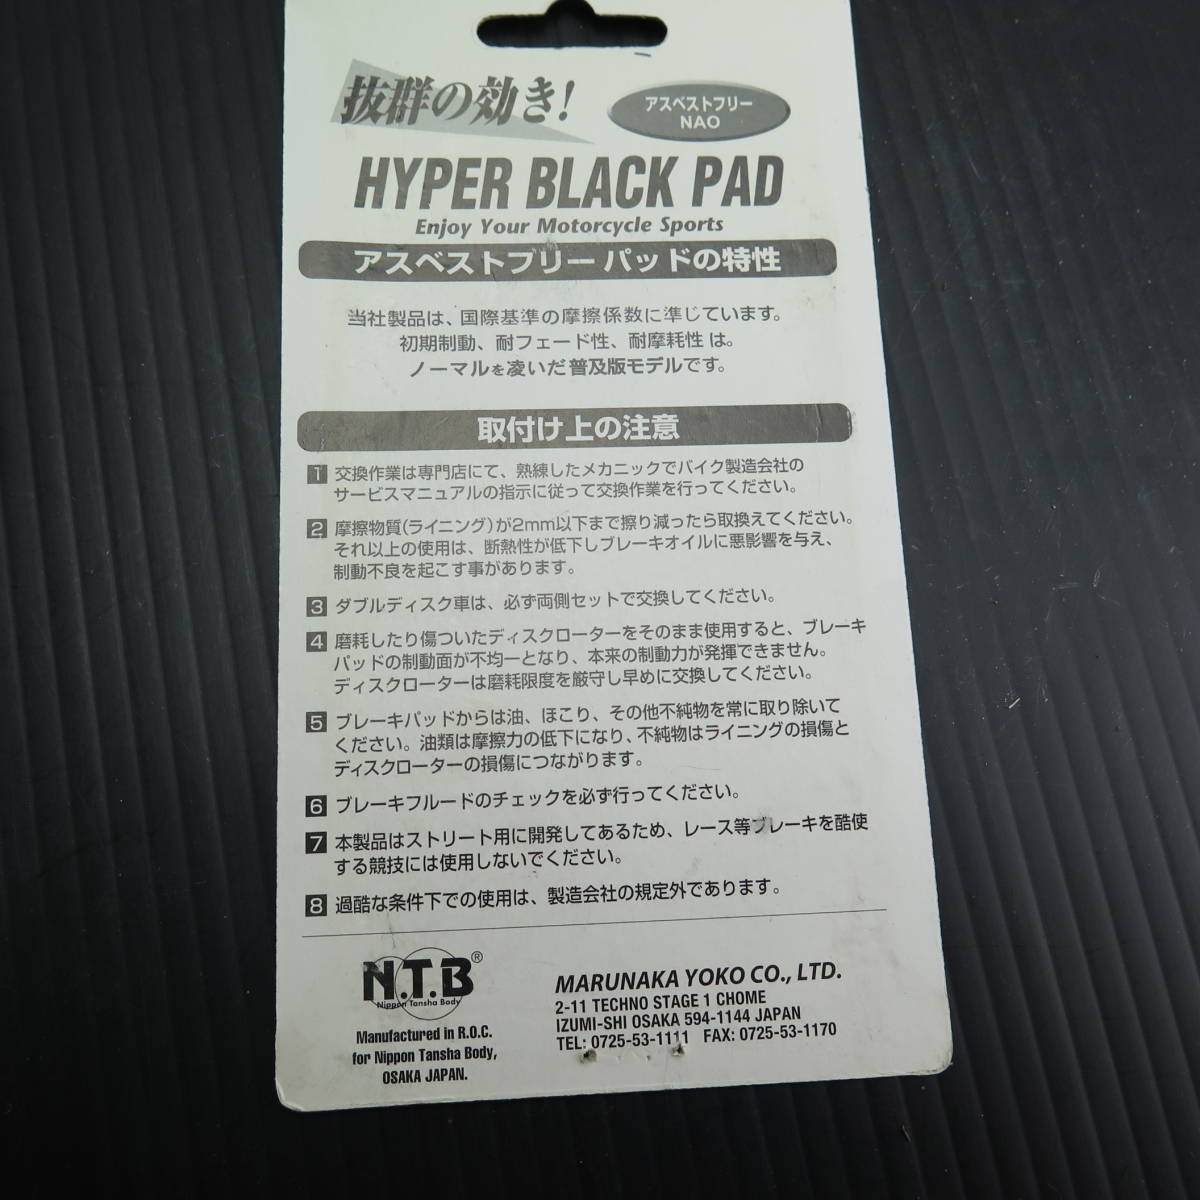 抜群の効き!
アスベストフリー
NAO
HYPER BLACK PAD
Enjoy Your Motorcycle Sports
アスベストフリー パッドの特性
当社製品は、国際基準の摩擦係数に準じています。
初期制動、耐フェード性、耐摩耗性 は。
ノーマルを凌いだ普及版モデルです。
取付け上の注意
1 交換作業は専門店にて、熟練したメカニックでバイク製造会社の
サービスマニュアルの指示に従って交換作業を行ってください。
2 摩擦物質(ライニング)が2mm以下まで擦り減ったら取換えてください。
それ以上の使用は、断熱性が低下しブレーキオイルに悪影響を与え、
制動不良を起こす事があります。
3 ダブルディスク車は、必ず両側セットで交換してください。
4 磨耗したり傷ついたディスクローターをそのまま使用すると、ブレーキ
パッドの制動面が不均一となり、本来の制動力が発揮できません。
ディスクローターは磨耗限度を厳守し早めに交換してください。
5 ブレーキパッドからは油、ほこり、その他不純物を常に取り除いて
ください。油類は摩擦力の低下になり、不純物はライニングの損傷と
ディスクローターの損傷につながります。
6 ブレーキフルードのチェックを必ず行ってください。
7 本製品はストリート用に開発してあるため、レース等ブレーキを酷使
する競技には使用しないでください。
8 過酷な条件下での使用は、製造会社の規定外であります。
N.T.B®
Nippon Tansha Body
Manufactured in R.O.C.
for Nippon Tansha Body,
OSAKA JAPAN.
MARUNAKA YOKO CO., LTD.
2-11 TECHNO STAGE 1 CHOME
IZUMI-SHI OSAKA 594-1144 JAPAN
TEL: 0725-53-1111 FAX: 0725-53-1170